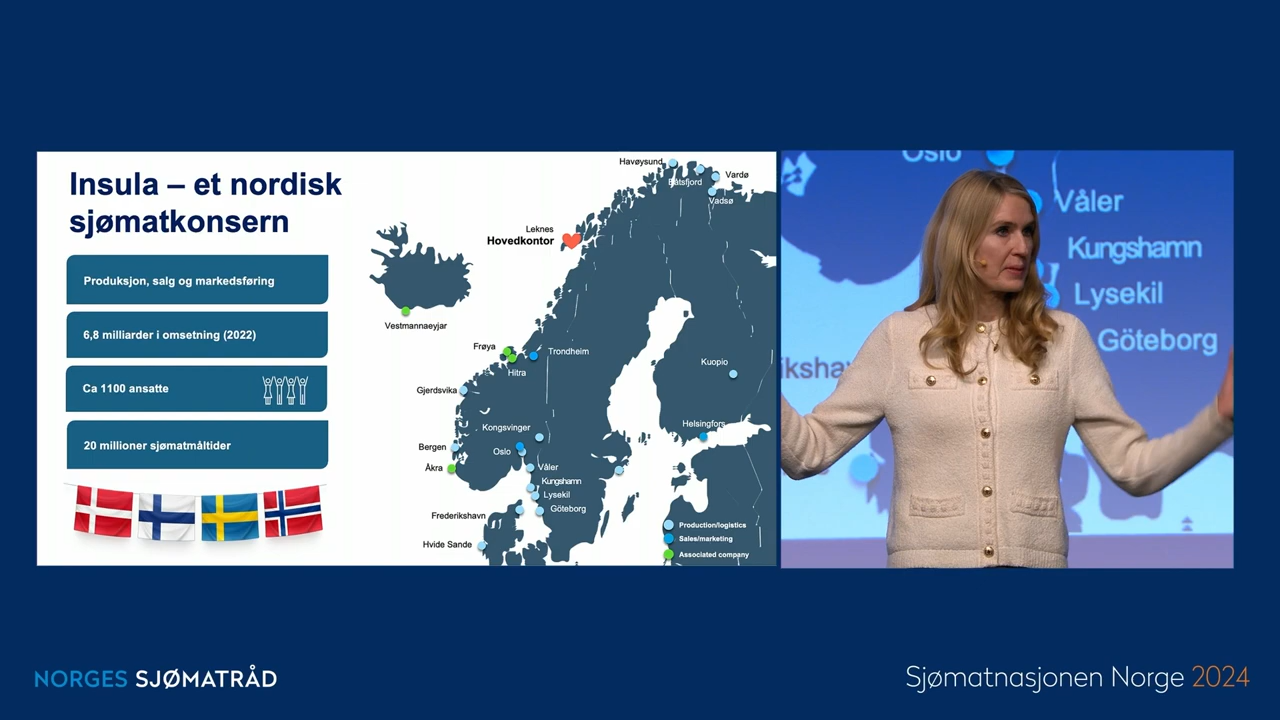 Insula – et nordisk
sjømatkonsern
Produksjon, salg og markedsføring
6,8 milliarder i omsetning (2022)
Ca 1100 ansatte
20 millioner sjømatmåltider
Havøysund
Båtsfjord
Vardø
Vadsø
Leknes
Hovedkontor
Vestmannaeyjar
Frøya
Trondheim
Hitra
Kuopio
Gjerdsvika
Kongsvinger
Helsingfors
Bergen
Oslo
Åkra
Våler
Kungshamn
Lysekil
Göteborg
Frederikshavn
Hvide Sande
Production/logistics
Sales/marketing
Associated company
Oslo
Våler
Kungshamn
Lysekil
Göteborg
iksha
NORGES SJØMATRÅD
Sjømatnasjonen Norge 2024